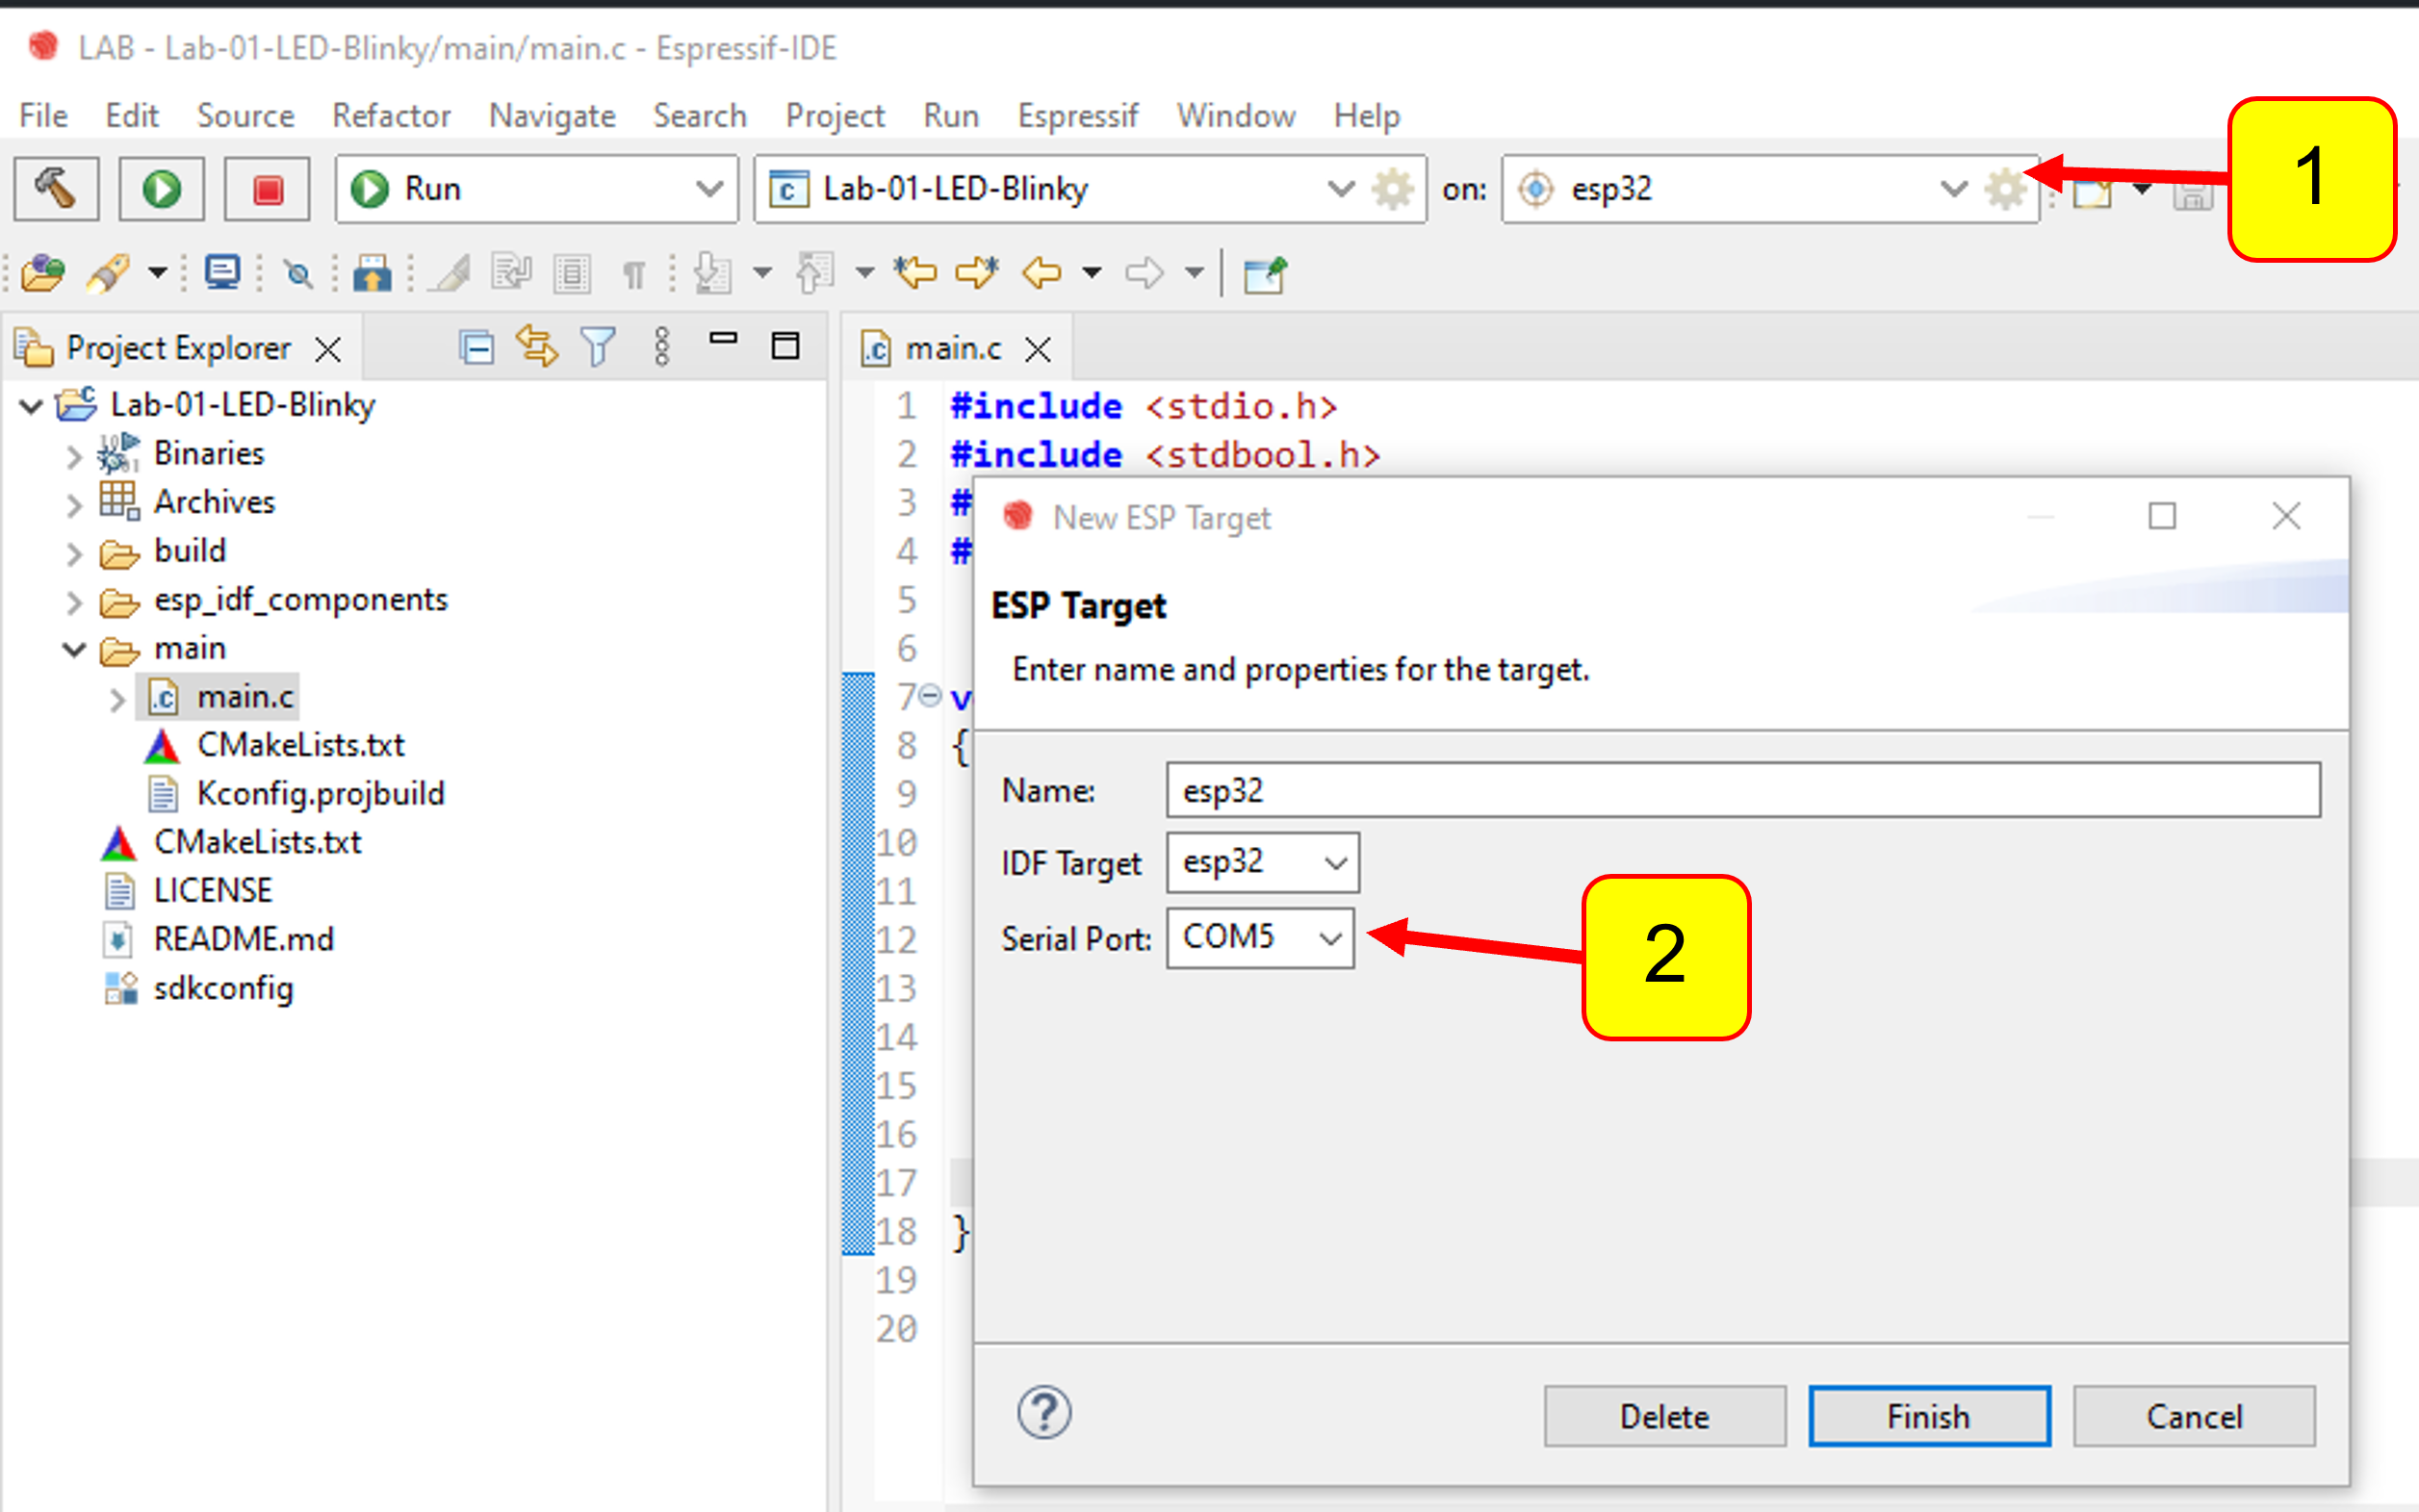 LAB - Lab-01-LED-Blinky/main/main.c - Espressif-IDE
File Edit Source Refactor Navigate Search Project Run Espressif Window Help
Run Lab-01-LED-Blinky on: esp32
1
Project Explorer
Lab-01-LED-Blinky
Binaries
Archives
build
esp_idf_components
main
main.c
CMakeLists.txt
Kconfig.projbuild
CMakeLists.txt
LICENSE
README.md
sdkconfig
main.c
1 #include <stdio.h>
2 #include <stdbool.h>
3 #
4 #
5
6
7 v
8 {
9
10
11
12
13
14
15
16
17
18 }
19
20
New ESP Target
ESP Target
Enter name and properties for the target.
Name: esp32
IDF Target esp32
Serial Port: COM5
2
Delete Finish Cancel